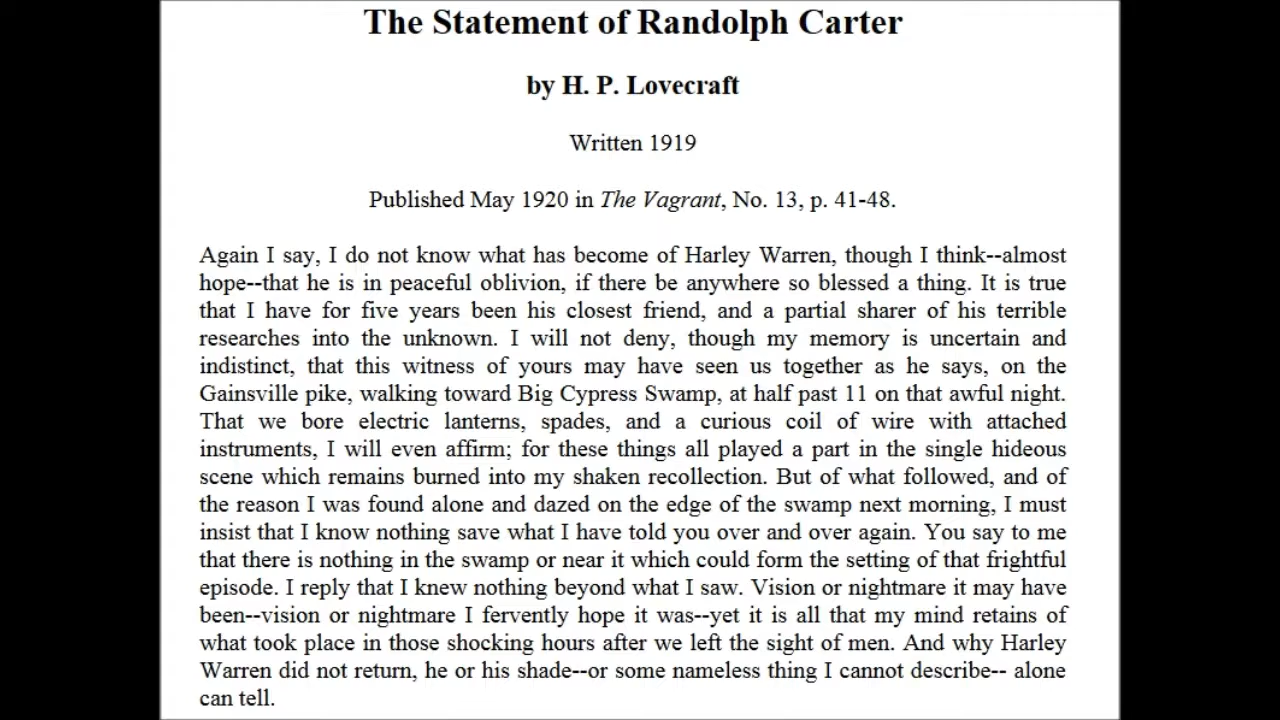 The Statement of Randolph Carter
by H. P. Lovecraft
Written 1919
Published May 1920 in The Vagrant, No. 13, p. 41-48.
Again I say, I do not know what has become of Harley Warren, though I think--almost
hope--that he is in peaceful oblivion, if there be anywhere so blessed a thing. It is true
that I have for five years been his closest friend, and a partial sharer of his terrible
researches into the unknown. I will not deny, though my memory is uncertain and
indistinct, that this witness of yours may have seen us together as he says, on the
Gainsville pike, walking toward Big Cypress Swamp, at half past 11 on that awful night.
That we bore electric lanterns, spades, and a curious coil of wire with attached
instruments, I will even affirm; for these things all played a part in the single hideous
scene which remains burned into my shaken recollection. But of what followed, and of
the reason I was found alone and dazed on the edge of the swamp next morning, I must
insist that I know nothing save what I have told you over and over again. You say to me
that there is nothing in the swamp or near it which could form the setting of that frightful
episode. I reply that I knew nothing beyond what I saw. Vision or nightmare it may have
been--vision or nightmare I fervently hope it was--yet it is all that my mind retains of
what took place in those shocking hours after we left the sight of men. And why Harley
Warren did not return, he or his shade--or some nameless thing I cannot describe-- alone
can tell.